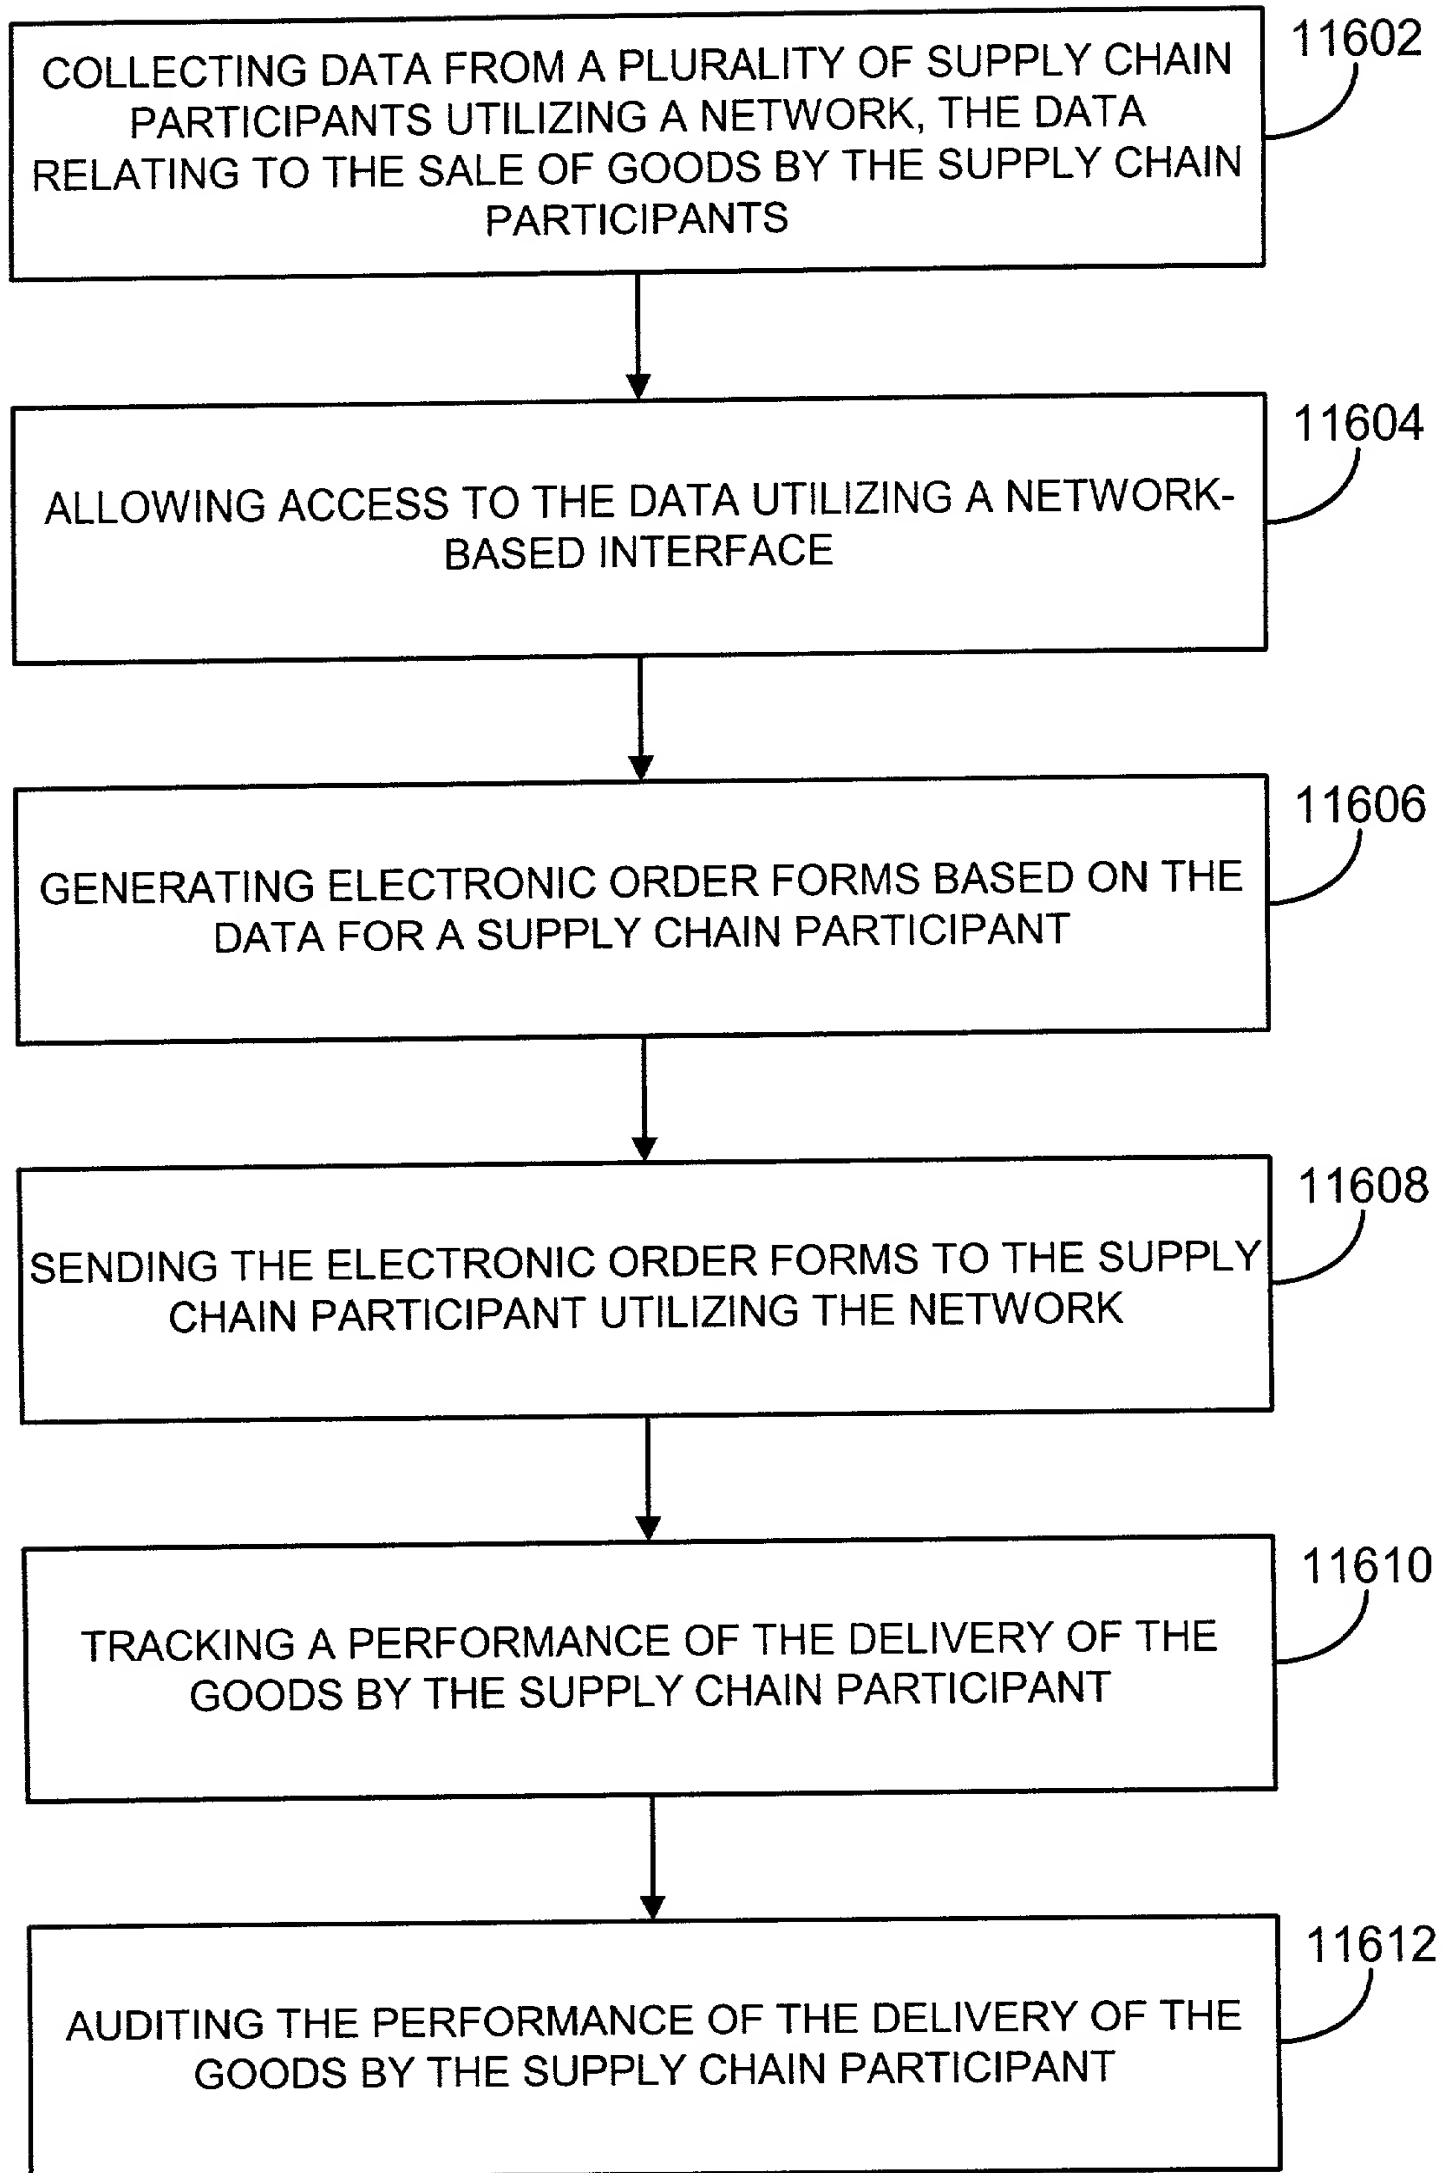 11602
COLLECTING DATA FROM A PLURALITY OF SUPPLY CHAIN
PARTICIPANTS UTILIZING A NETWORK, THE DATA
RELATING TO THE SALE OF GOODS BY THE SUPPLY CHAIN
PARTICIPANTS
11604
ALLOWING ACCESS TO THE DATA UTILIZING A NETWORK-
BASED INTERFACE
11606
GENERATING ELECTRONIC ORDER FORMS BASED ON THE
DATA FOR A SUPPLY CHAIN PARTICIPANT
11608
SENDING THE ELECTRONIC ORDER FORMS TO THE SUPPLY
CHAIN PARTICIPANT UTILIZING THE NETWORK
11610
TRACKING A PERFORMANCE OF THE DELIVERY OF THE
GOODS BY THE SUPPLY CHAIN PARTICIPANT
11612
AUDITING THE PERFORMANCE OF THE DELIVERY OF THE
GOODS BY THE SUPPLY CHAIN PARTICIPANT